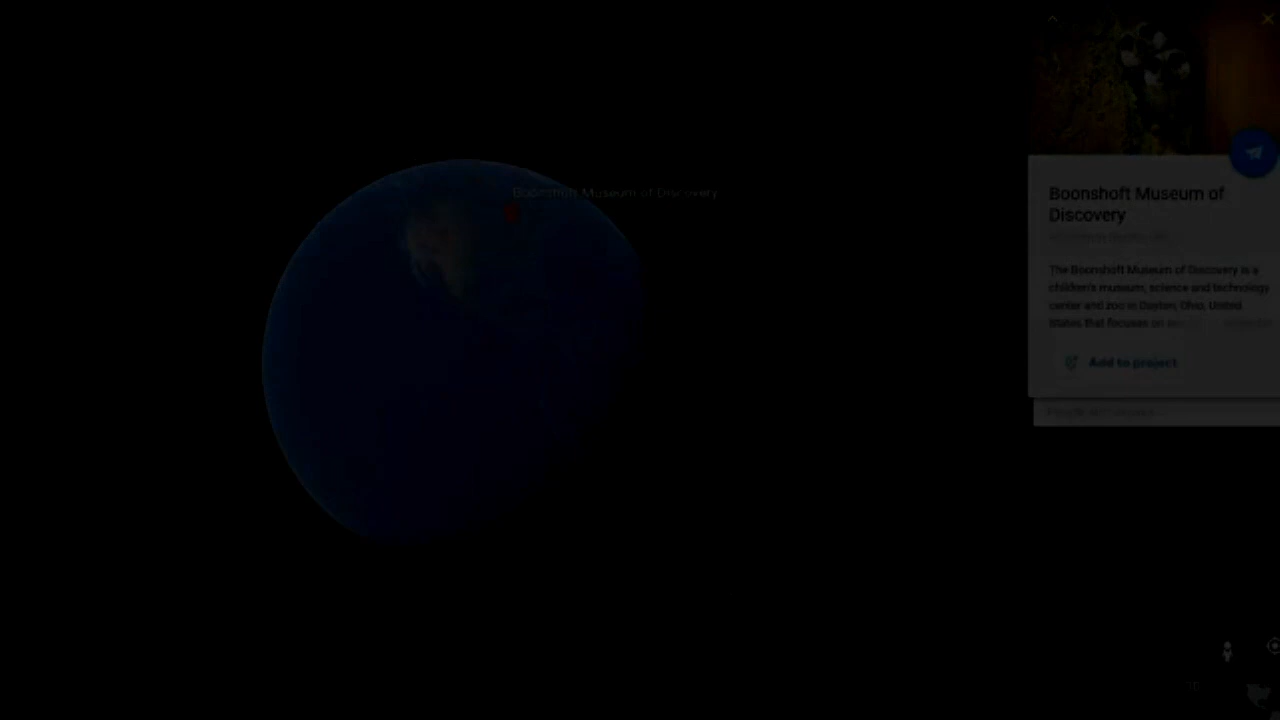 Boonshoft Museum of Discovery
Boonshoft Museum of
Discovery
The Boonshoft Museum of Discovery is a
children's museum, science and technology
center and zoo in Dayton, Ohio, United
States that focuses on
Add to project